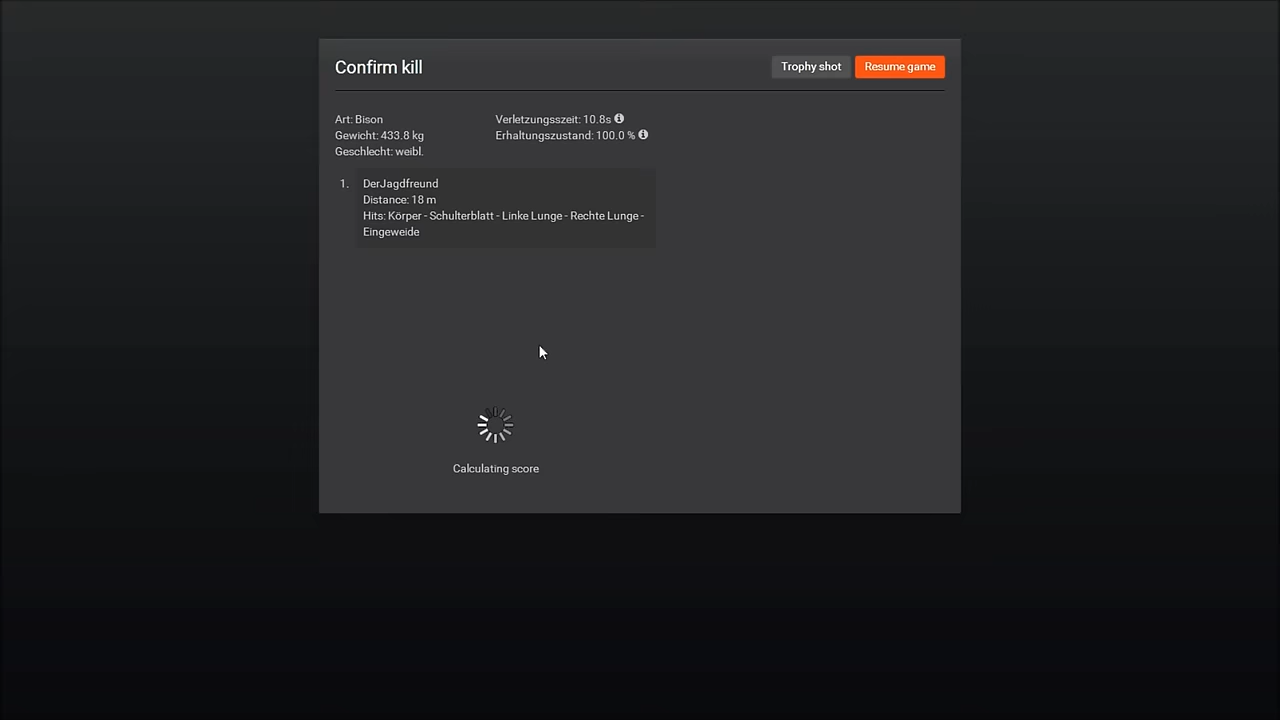 Confirm kill
Trophy shot
Resume game
Art: Bison
Gewicht: 433.8 kg
Geschlecht: weibl.
Verletzungsszeit: 10.8s
Erhaltungszustand: 100.0 %
1.
DerJagdfreund
Distance: 18 m
Hits: Körper - Schulterblatt - Linke Lunge - Rechte Lunge -
Eingeweide
Calculating score